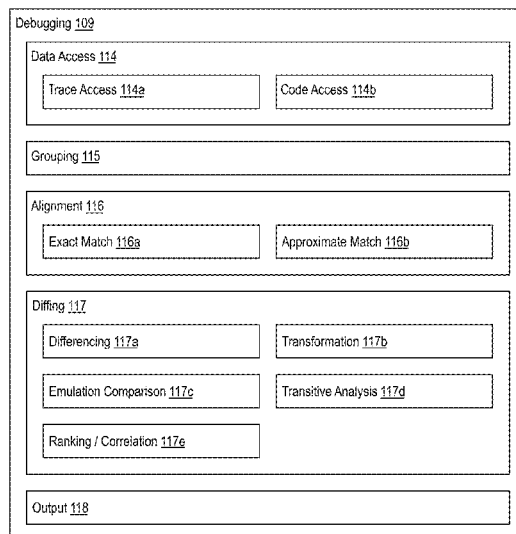 Debugging 109
Data Access 114
Trace Access 114a
Code Access 114b
Grouping 115
Alignment 116
Exact Match 116a
Approximate Match 116b
Diffing 117
Differencing 117a
Transformation 117b
Emulation Comparison 117c
Transitive Analysis 117d
Ranking / Correlation 117e
Output 118